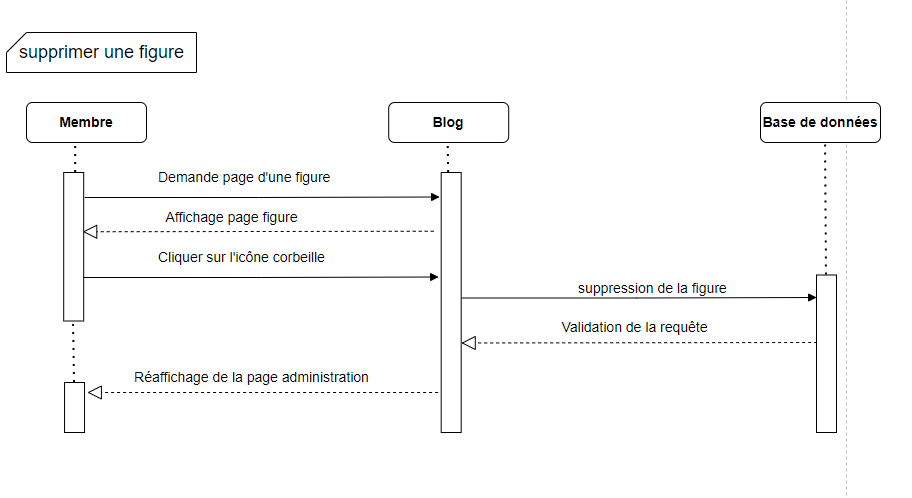 supprimer une figure
Membre
Blog
Base de données
Demande page d'une figure
Affichage page figure
Cliquer sur l'icône corbeille
suppression de la figure
Validation de la requête
Réaffichage de la page administration